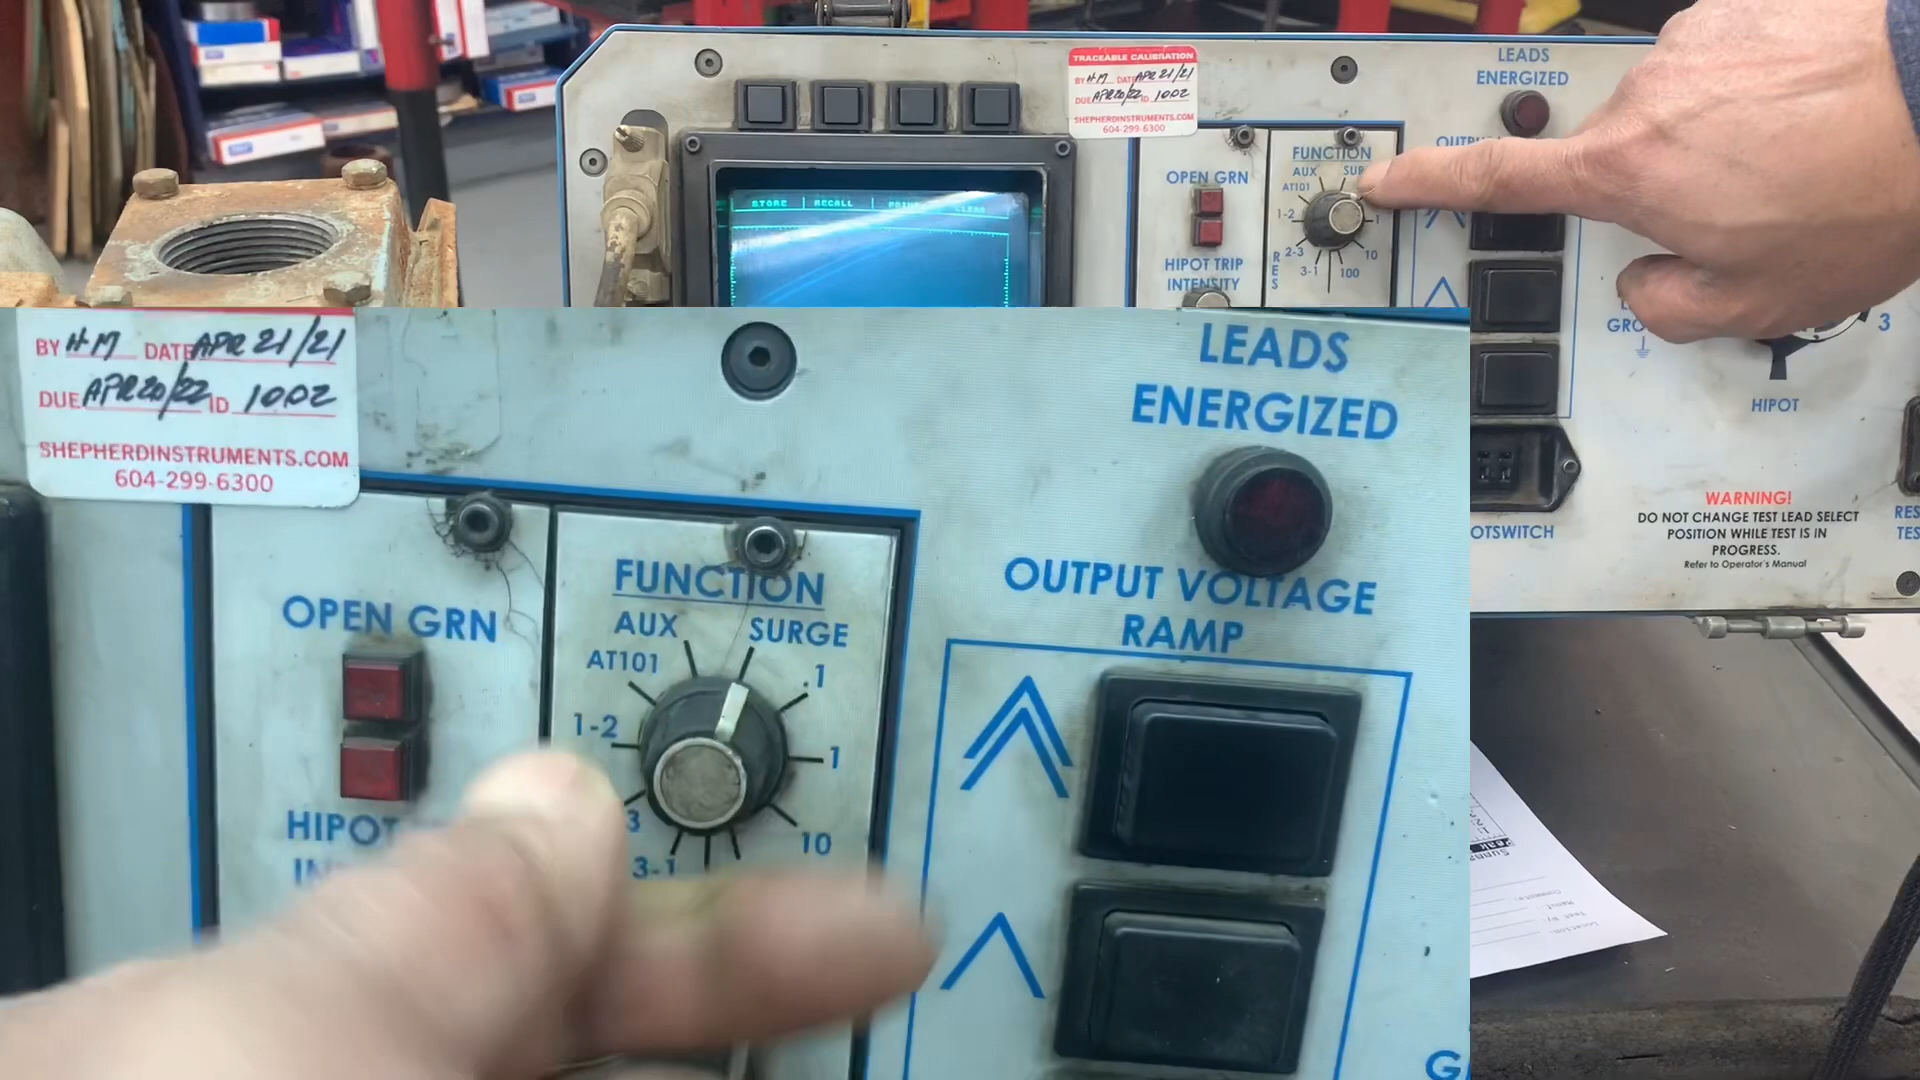 TRACEABLE CALIBRATION
BY HM DATE APR 21/21
DUE APR 20/22 ID 1002
SHEPHERDINSTRUMENTS.COM
604-299-6300
LEADS
ENERGIZED
STORE RECALL
OPEN GRN
HIPOT TRIP
INTENSITY
FUNCTION
AUX
AT101
1-2
2-3
3-1
RES
1
10
100
3
HIPOT
WARNING!
DO NOT CHANGE TEST LEAD SELECT
POSITION WHILE TEST IS IN
PROGRESS.
Refer to Operator's Manual
BY HM DATE APR 21/21
DUE APR 20/22 ID 1002
SHEPHERDINSTRUMENTS.COM
604-299-6300
LEADS
ENERGIZED
OPEN GRN
HIPOT
FUNCTION
AUX SURGE
AT101 .1
1-2 1
3 10
3-1
OUTPUT VOLTAGE
RAMP